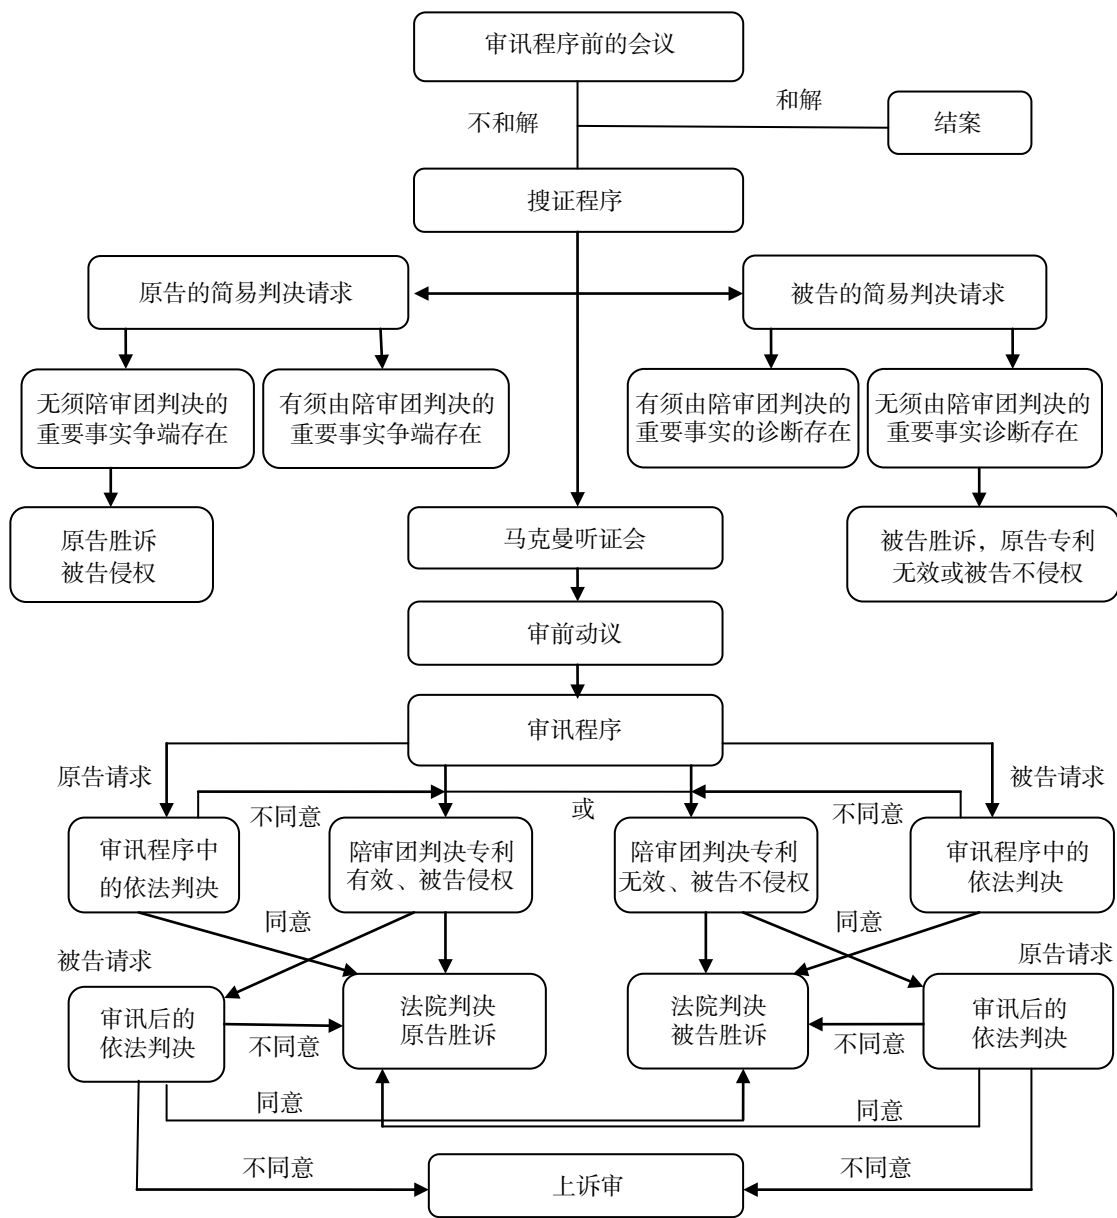 审讯程序前的会议
和解
不和解
结案
搜证程序
原告的简易判决请求
被告的简易判决请求
无须陪审团判决的
重要事实争端存在
有须由陪审团判决的
重要事实争端存在
有须由陪审团判决的
重要事实的诊断存在
无须由陪审团判决的
重要事实诊断存在
原告胜诉
被告侵权
马克曼听证会
被告胜诉，原告专利
无效或被告不侵权
审前动议
审讯程序
原告请求
被告请求
不同意
或
不同意
审讯程序中
的依法判决
陪审团判决专利
有效、被告侵权
陪审团判决专利
无效、被告不侵权
审讯程序中的
依法判决
同意
同意
被告请求
原告请求
审讯后的
依法判决
不同意
法院判决
原告胜诉
法院判决
被告胜诉
不同意
审讯后的
依法判决
同意
同意
不同意
上诉审
不同意